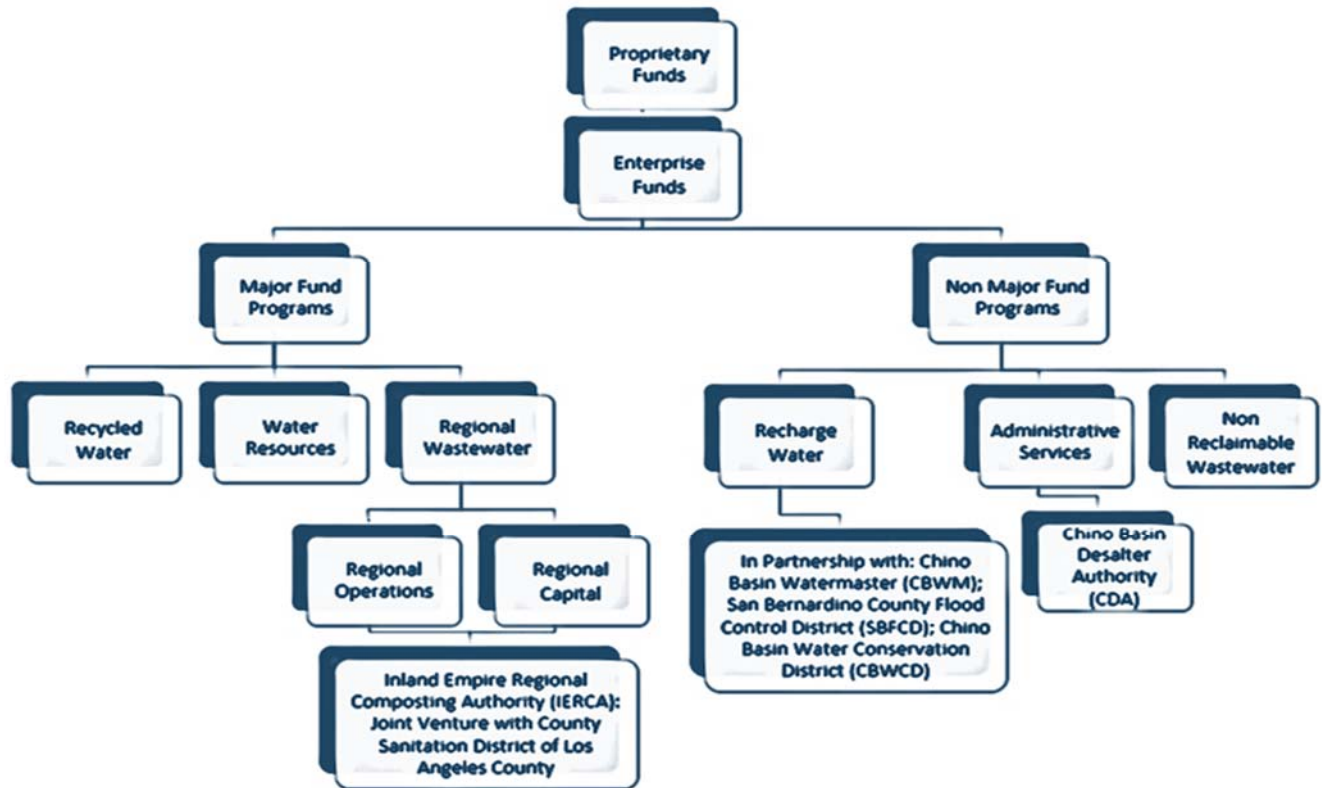 Proprietary
Funds
Enterprise
Funds
Major Fund
Programs
Non Major Fund
Programs
Recycled
Water
Water
Resources
Regional
Wastewater
Recharge
Water
Administrative
Services
Non
Reclaimable
Wastewater
Regional
Operations
Regional
Capital
In Partnership with: Chino
Basin Watermaster (CBWM);
San Bernardino County Flood
Control District (SBFCD); Chino
Basin Water Conservation
District (CBWCD)
Chino Basin
Desalter
Authority
(CDA)
Inland Empire Regional
Composting Authority (IERCA):
Joint Venture with County
Sanitation District of Los
Angeles County